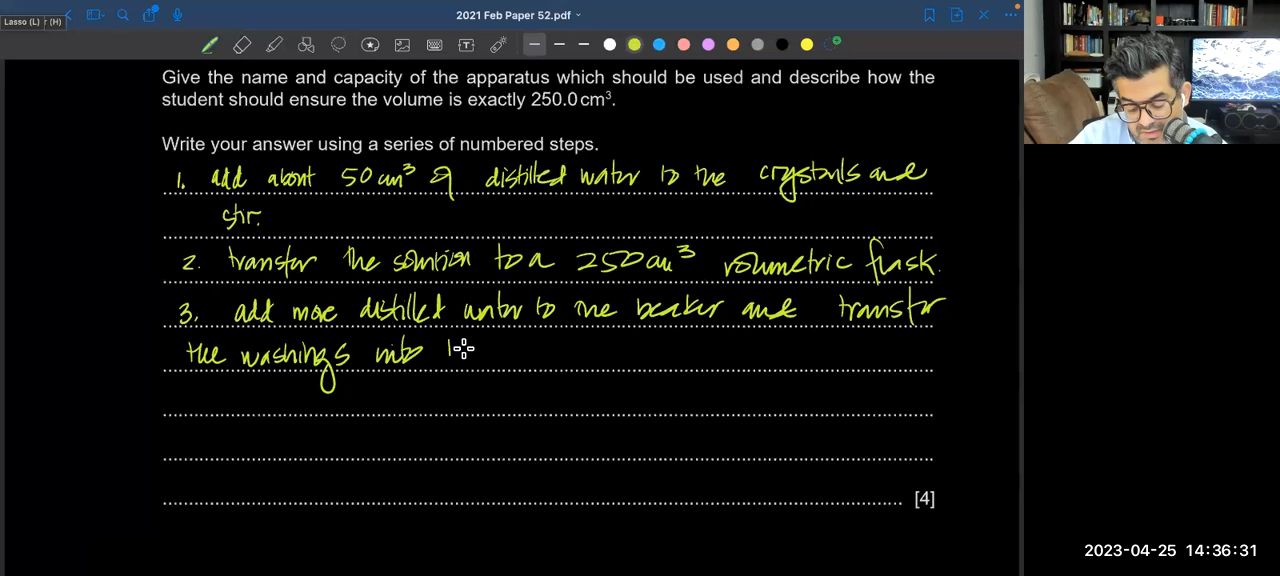 Lasso (L)
r (H)
2021 Feb Paper 52.pdf
Give the name and capacity of the apparatus which should be used and describe how the
student should ensure the volume is exactly 250.0 cm³.
Write your answer using a series of numbered steps.
1. add about 50 cm³ of distilled water to the crystals and
stir.
2. transfer the solution to a 250 cm³ volumetric flask.
3. add more distilled water to the beaker and transfer
the washings into
[4]
2023-04-25 14:36:31